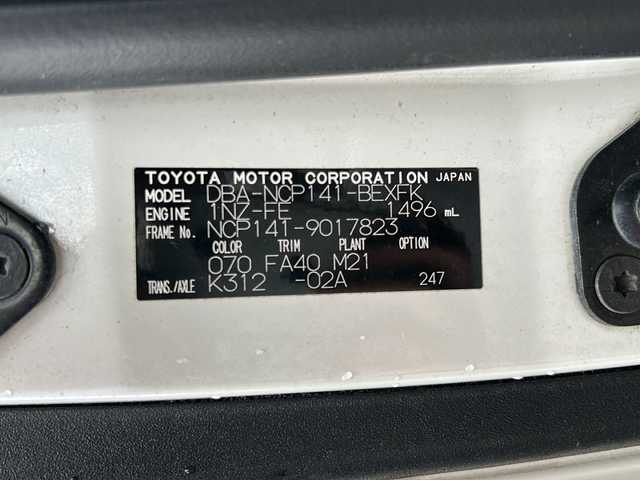 TOYOTA MOTOR CORPORATION JAPAN
MODEL DBA-NCP141-BEXFK
ENGINE 1NZ-FE 1496 mL
FRAME No. NCP141-9017823
COLOR TRIM PLANT OPTION
070 FA40 M21
TRANS./AXLE K312 -02A 247